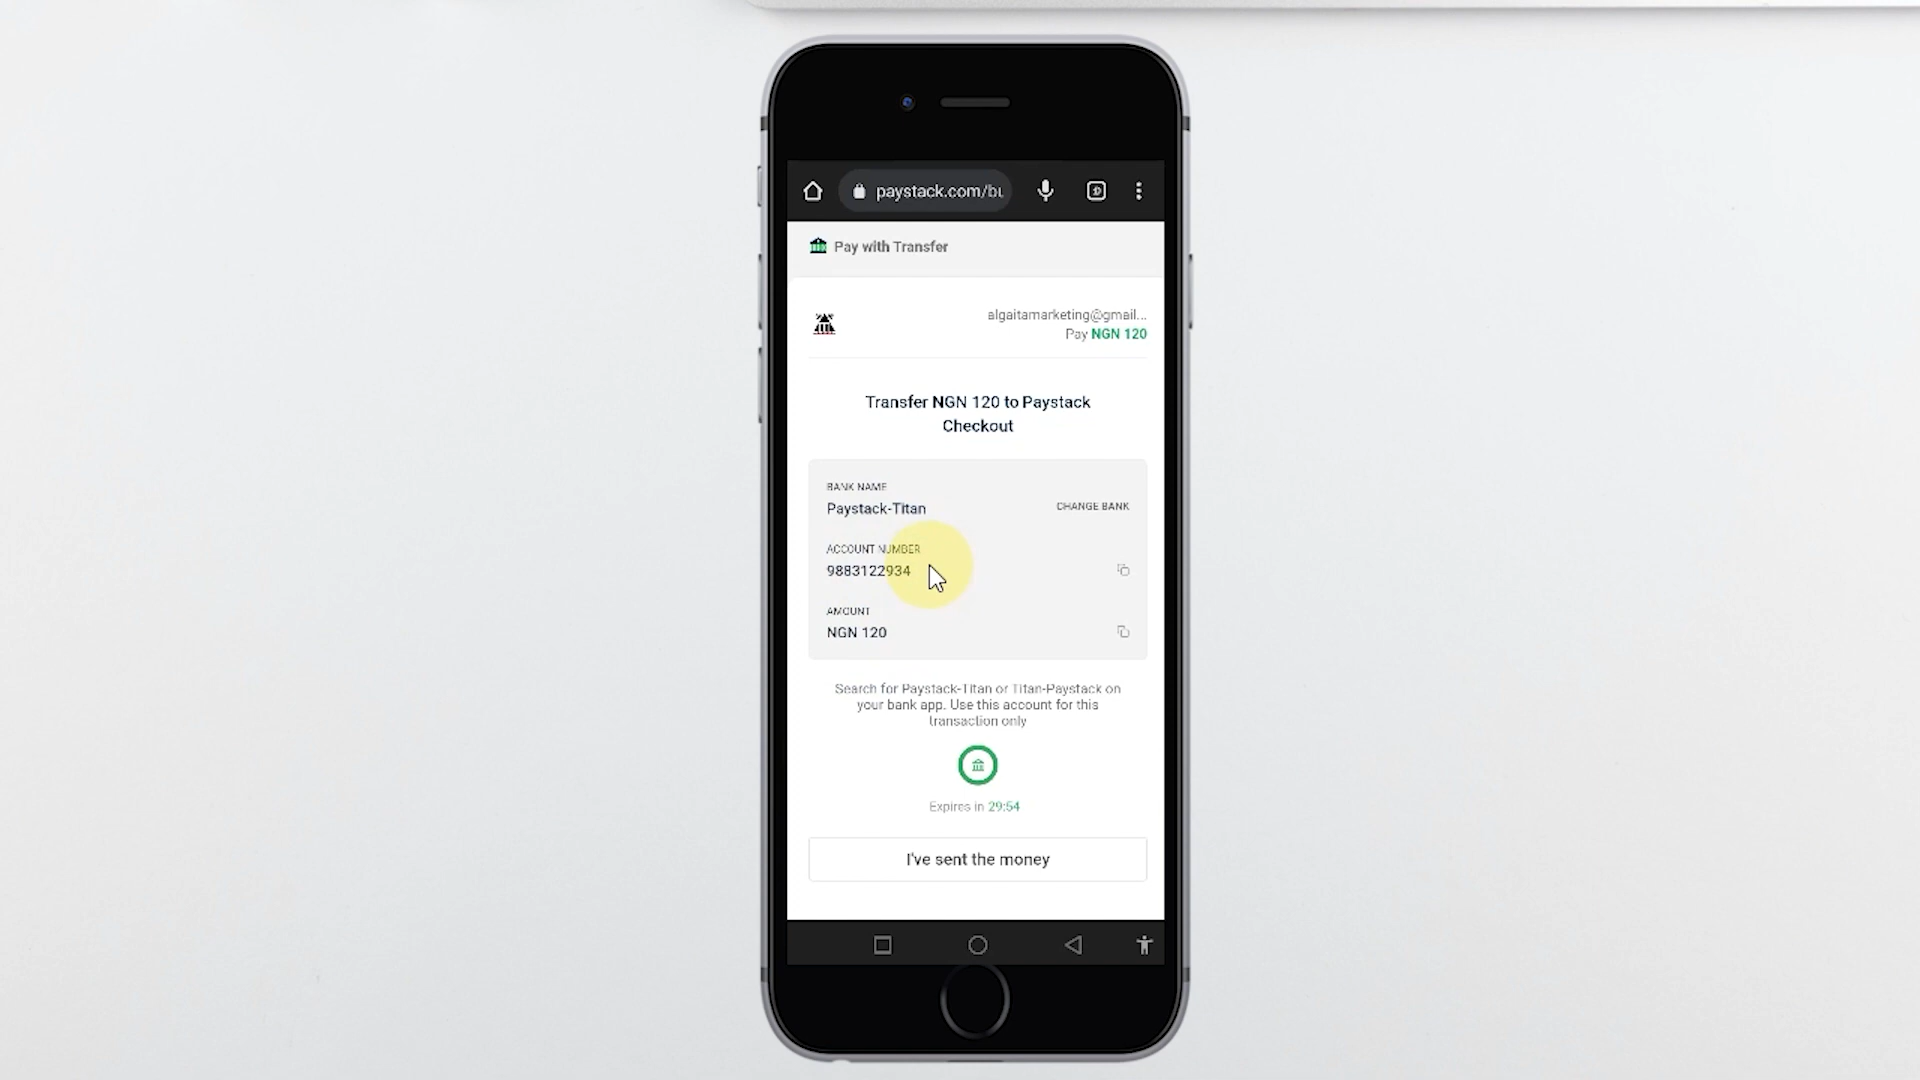 paystack.com/bu
Pay with Transfer
algaitamarketing@gmail...
Pay NGN 120
Transfer NGN 120 to Paystack
Checkout
BANK NAME
Paystack-Titan
CHANGE BANK
ACCOUNT NUMBER
9883122934
AMOUNT
NGN 120
Search for Paystack-Titan or Titan-Paystack on
your bank app. Use this account for this
transaction only
Expires in 29:54
I've sent the money